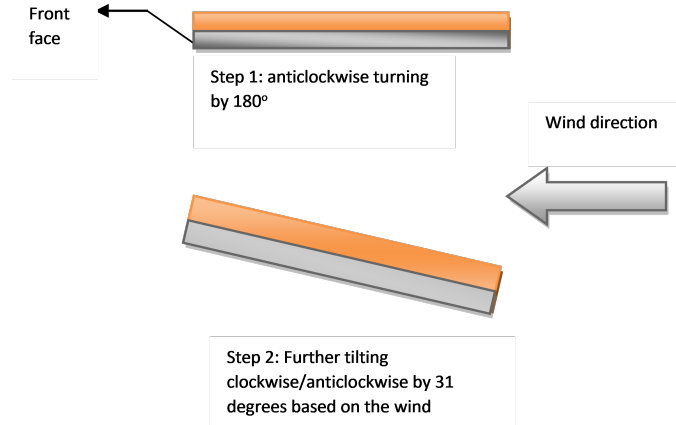 Front
face
Step 1: anticlockwise turning
by 180º
Wind direction
Step 2: Further tilting
clockwise/anticlockwise by 31
degrees based on the wind